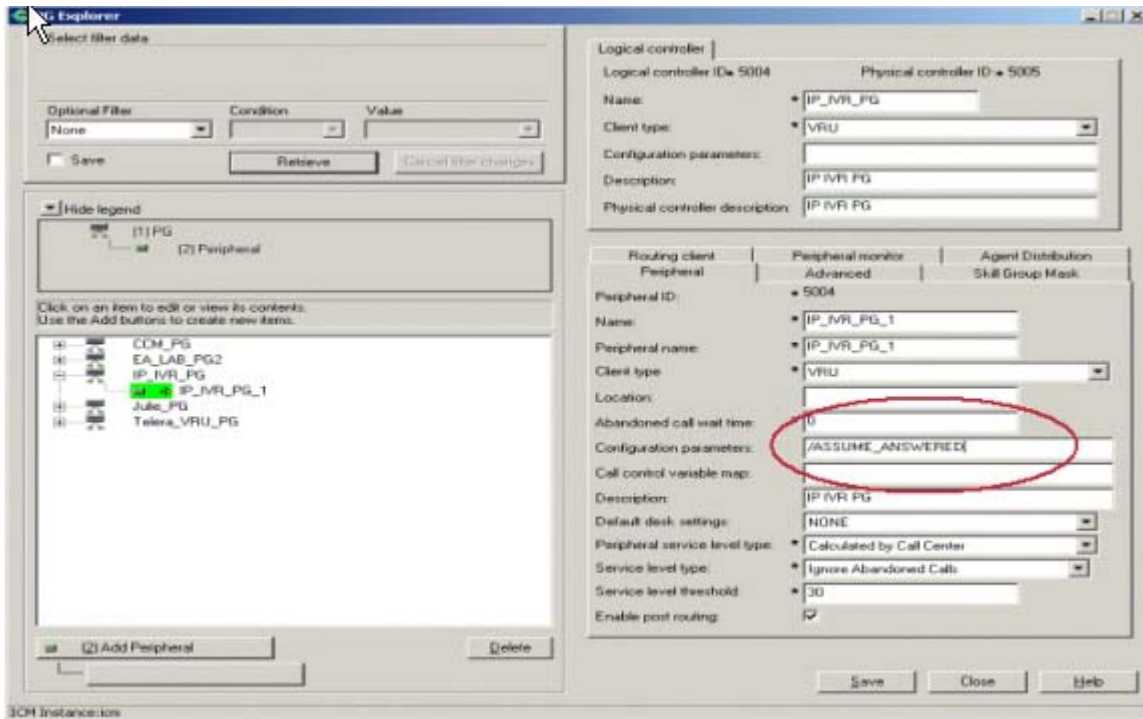 PG Explorer
Select filter data
Optional Filter
Condition
Value
None
Save
Retrieve
Cancel filter changes
Hide legend
(1) PG
(2) Peripheral
Click on an item to edit or view its contents.
Use the Add buttons to create new items.
CCM_PG
EA_LAB_PG2
IP_IVR_PG
IP_IVR_PG_1
Julie_PG
Telera_VRU_PG
(2) Add Peripheral
Delete
Logical controller
Logical controller ID 5004 Physical controller ID 5005
Name: * IP_IVR_PG
Client type: * VRU
Configuration parameters:
Description: IP IVR PG
Physical controller description: IP IVR PG
Routing client Peripheral monitor Agent Distribution
Peripheral Advanced Skill Group Mask
Peripheral ID: 5004
Name: * IP_IVR_PG_1
Peripheral name: * IP_IVR_PG_1
Client type * VRU
Location:
Abandoned call wait time: * 0
Configuration parameters: /ASSUME_ANSWERED
Call control variable map:
Description: IP IVR PG
Default desk settings: NONE
Peripheral service level type: * Calculated by Call Center
Service level type: * Ignore Abandoned Calls
Service level threshold: * 30
Enable post routing:
Save Close Help
ICM Instance:icm